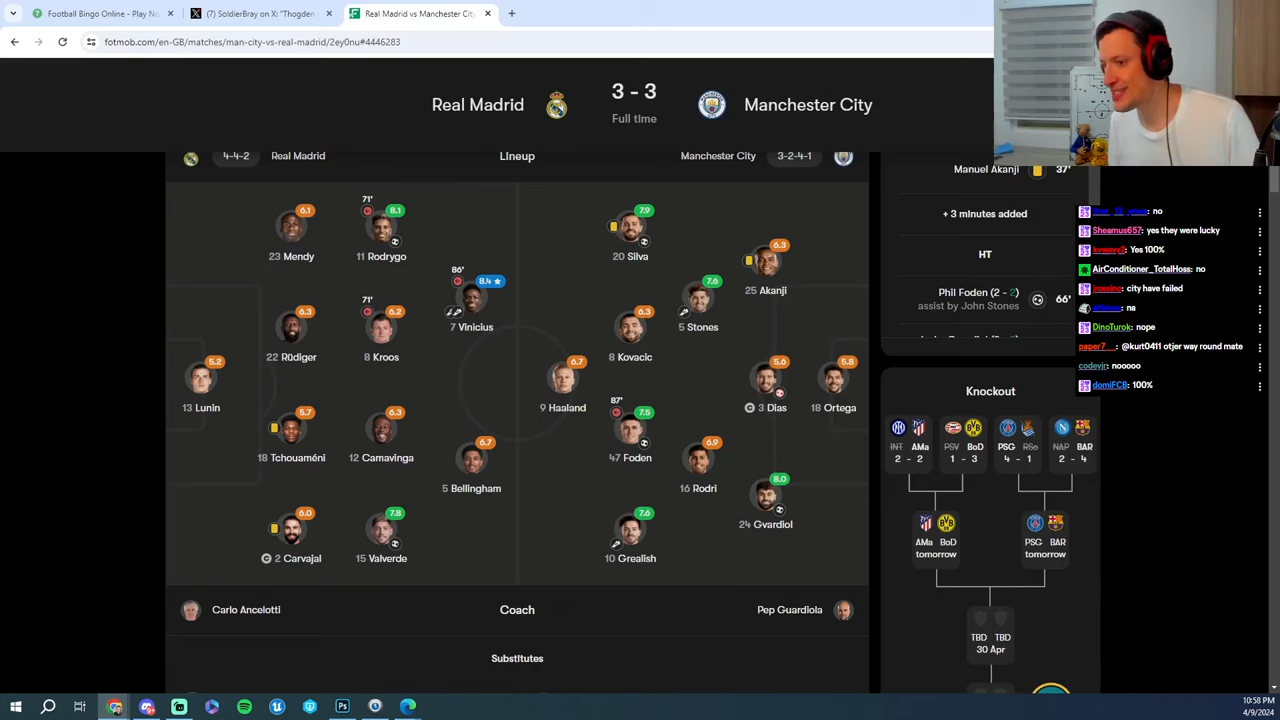 Football Bingo Online - Play No
(7) SoldierBray on X: "Thogden
Real Madrid vs Manchester City
fotmob.com/en-GB/matches/man-city-vs-real-madrid/2ey0nu#4446283
Real Madrid
3 - 3
Full time
Manchester City
4-4-2
Real Madrid
Lineup
Manchester City
3-2-4-1
6.1
23 Mendy
71'
8.1
11 Rodrygo
6.3
22 Rüdiger
71'
6.2
8 Kroos
86'
8.4
7 Vinicius
5.2
13 Lunin
5.7
18 Tchouaméni
6.3
12 Camavinga
6.7
5 Bellingham
6.0
C 2 Carvajal
7.8
15 Valverde
7.9
20 Silva
6.3
25 Akanji
7.6
5 Stones
6.3
8 Kovacic
6.7
9 Haaland
5.6
C 3 Dias
5.8
18 Ortega
87'
7.5
47 Foden
6.9
16 Rodri
8.0
24 Gvardiol
7.6
10 Grealish
Carlo Ancelotti
Coach
Pep Guardiola
Substitutes
Manuel Akanji
37'
+ 3 minutes added
HT
Phil Foden (2 - 2)
66'
assist by John Stones
Knockout
INT AMa
2 - 2
PSV BoD
1 - 3
PSG RSo
4 - 1
NAP BAR
2 - 4
AMa BoD
tomorrow
PSG BAR
tomorrow
TBD TBD
30 Apr
: no
Sheamus657: yes they were lucky
: Yes 100%
AirConditioner_TotalHoss: no
: city have failed
: na
DinoTurok: nope
paper7__: @kurt0411 otjer way round mate
codeyjr: nooooo
domiFCB: 100%
10:58 PM
4/9/2024